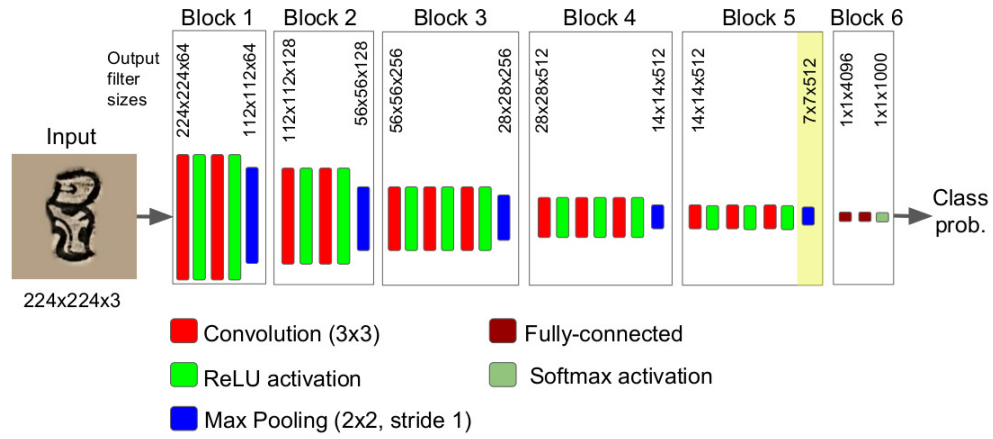 Block 1 Block 2 Block 3 Block 4 Block 5 Block 6
Output
filter
sizes
224x224x64
112x112x64
112x112x128
56x56x128
56x56x256
28x28x256
28x28x512
14x14x512
14x14x512
7x7x512
1x1x4096
1x1x1000
Input
224x224x3
Class
prob.
Convolution (3x3)
ReLU activation
Max Pooling (2x2, stride 1)
Fully-connected
Softmax activation